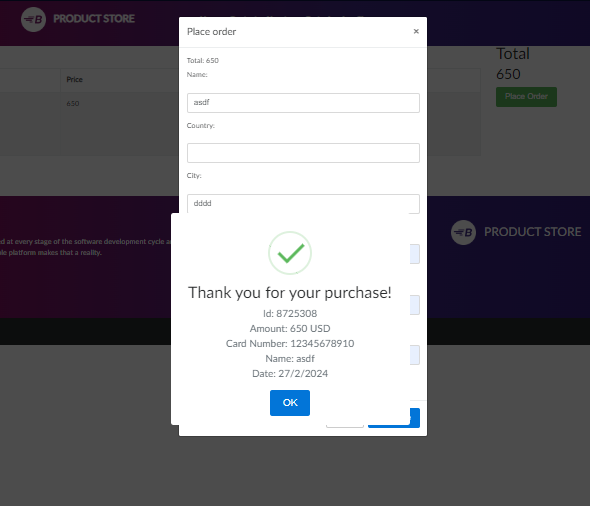 PRODUCT STORE
Place order
×
Total: 650
Name:
asdf
Country:
City:
dddd
Price
650
Total
650
Place Order
d at every stage of the software development cycle a
le platform makes that a reality.
PRODUCT STORE
Thank you for your purchase!
Id: 8725308
Amount: 650 USD
Card Number: 12345678910
Name: asdf
Date: 27/2/2024
OK